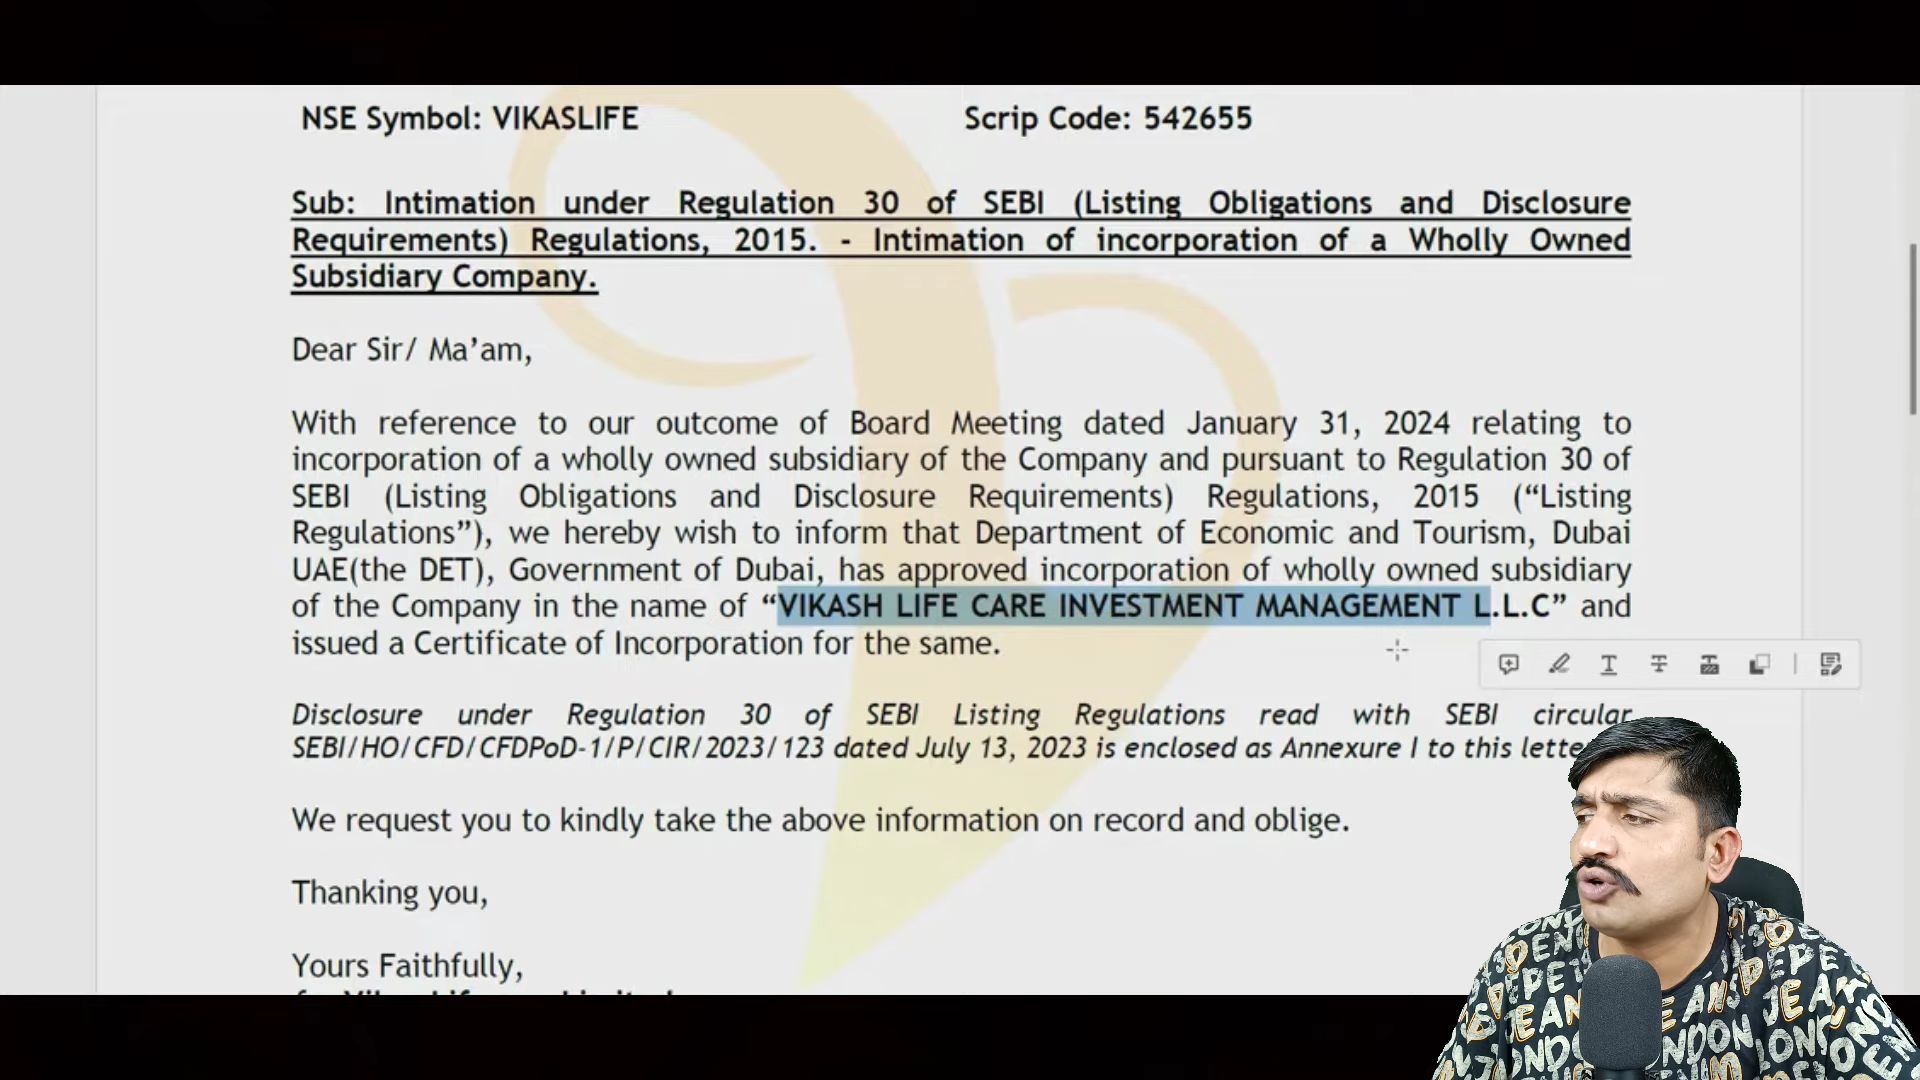 NSE Symbol: VIKASLIFE Scrip Code: 542655
Sub: Intimation under Regulation 30 of SEBI (Listing Obligations and Disclosure
Requirements) Regulations, 2015. - Intimation of incorporation of a Wholly Owned
Subsidiary Company.
Dear Sir/ Ma’am,
With reference to our outcome of Board Meeting dated January 31, 2024 relating to
incorporation of a wholly owned subsidiary of the Company and pursuant to Regulation 30 of
SEBI (Listing Obligations and Disclosure Requirements) Regulations, 2015 (“Listing
Regulations”), we hereby wish to inform that Department of Economic and Tourism, Dubai
UAE(the DET), Government of Dubai, has approved incorporation of wholly owned subsidiary
of the Company in the name of “VIKASH LIFE CARE INVESTMENT MANAGEMENT L.L.C” and
issued a Certificate of Incorporation for the same.
Disclosure under Regulation 30 of SEBI Listing Regulations read with SEBI circular
SEBI/HO/CFD/CFDPoD-1/P/CIR/2023/123 dated July 13, 2023 is enclosed as Annexure I to this
We request you to kindly take the above information on record and oblige.
Thanking you,
Yours Faithfully,